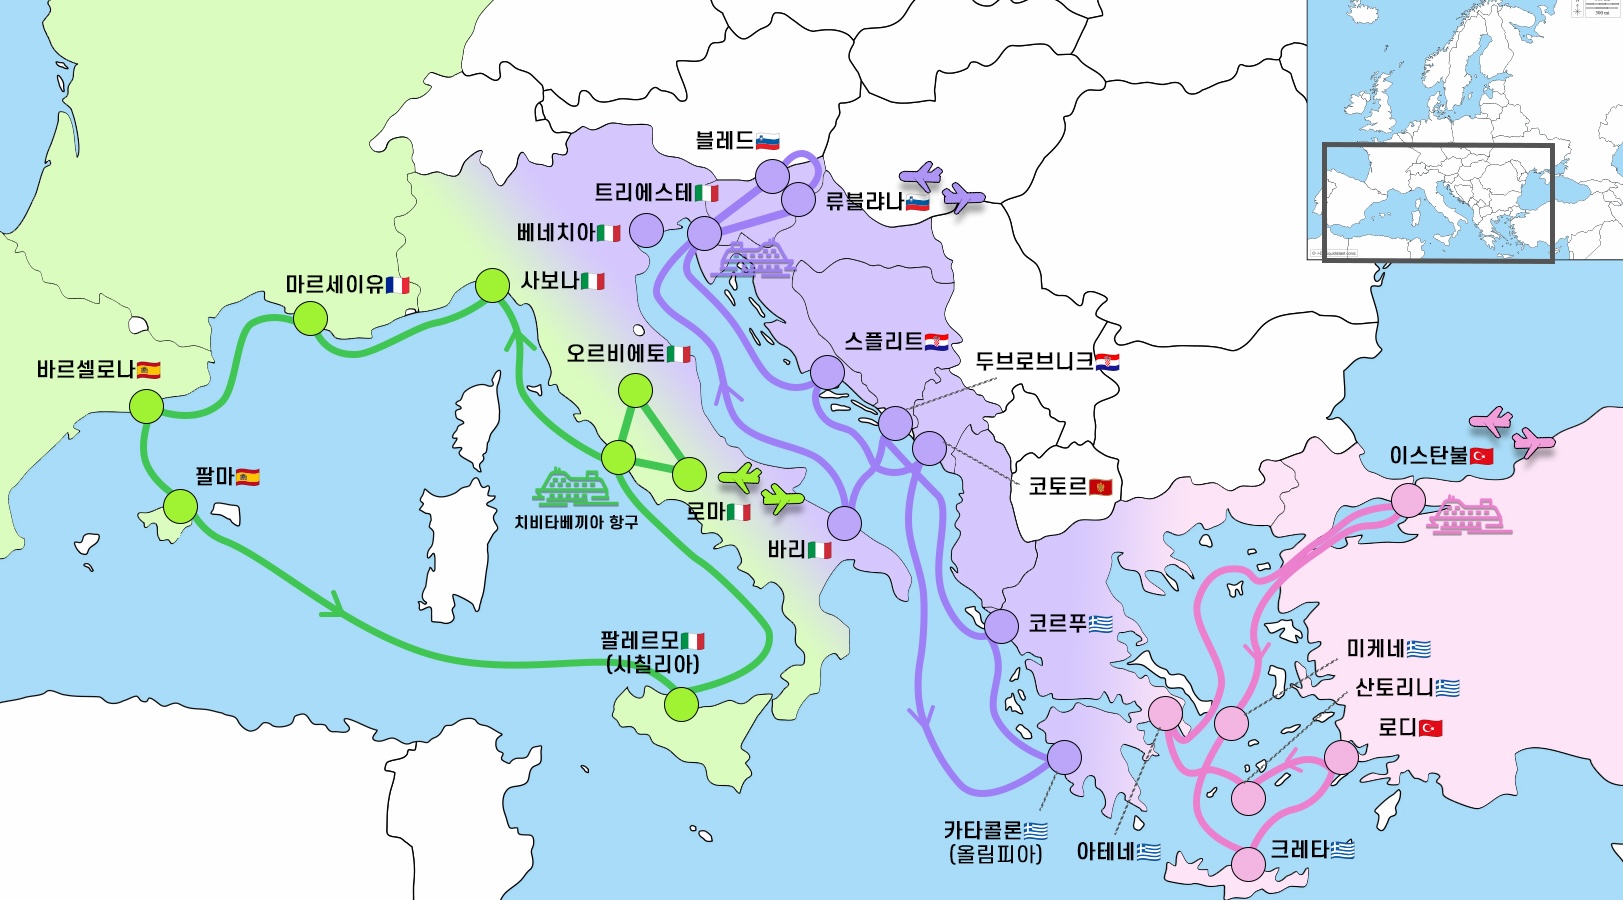 블레드
트리에스테
류블랴나
베네치아
마르세이유
사보나
스플리트
오르비에토
두브로브니크
바르셀로나
이스탄불
팔마
코토르
로마
치비타베끼아 항구
바리
코르푸
팔레르모
(시칠리아)
미케네
산토리니
로디
카타콜론
(올림피아)
아테네
크레타